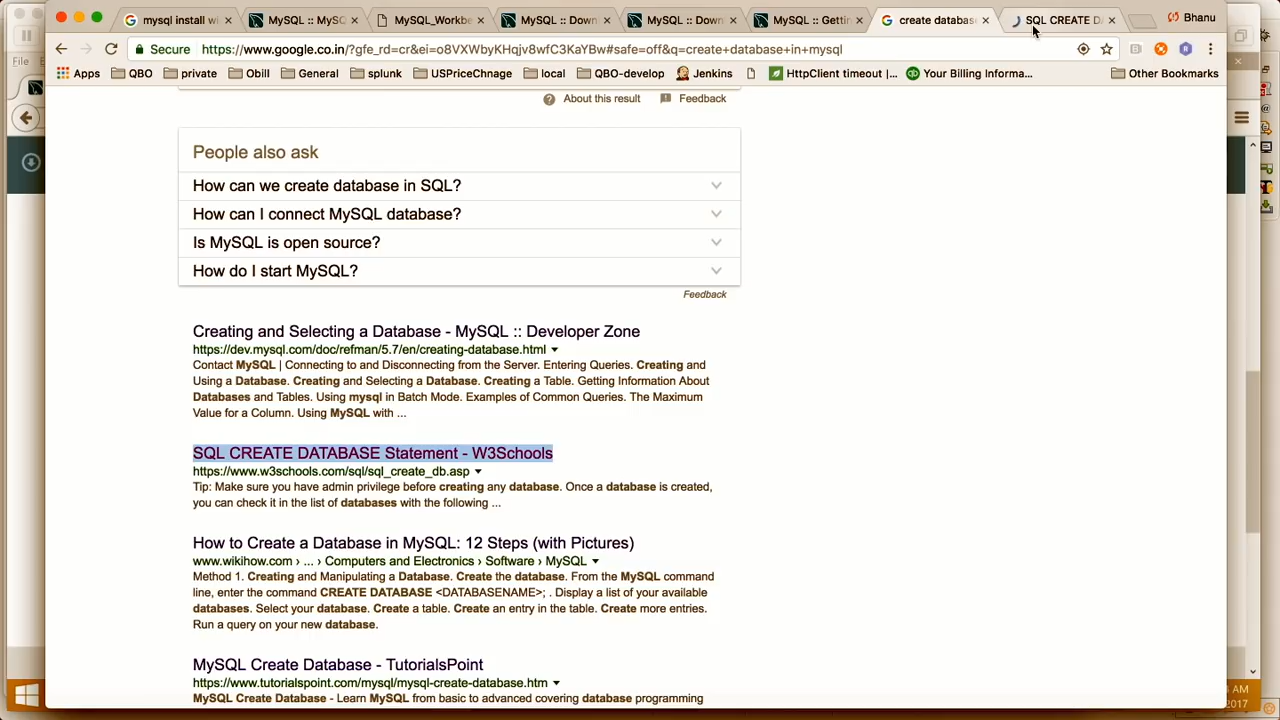 mysql install wi
MySQL :: MyS
MySQL_Workbe
MySQL :: Down
MySQL :: Down
MySQL :: Gettin
create databas
SQL CREATE D
Bhanu
Secure
https://www.google.co.in/?gfe_rd=cr&ei=o8VXWbyKHqjv8wfC3KaYBw#safe=off&q=create+database+in+mysql
Apps
QBO
private
Obill
General
splunk
USPriceChnage
local
QBO-develop
Jenkins
HttpClient timeout |...
Your Billing Informa...
Other Bookmarks
File
About this result
Feedback
People also ask
How can we create database in SQL?
How can I connect MySQL database?
Is MySQL is open source?
How do I start MySQL?
Feedback
Creating and Selecting a Database - MySQL :: Developer Zone
https://dev.mysql.com/doc/refman/5.7/en/creating-database.html
Contact MySQL | Connecting to and Disconnecting from the Server. Entering Queries. Creating and
Using a Database. Creating and Selecting a Database. Creating a Table. Getting Information About
Databases and Tables. Using mysql in Batch Mode. Examples of Common Queries. The Maximum
Value for a Column. Using MySQL with ...
SQL CREATE DATABASE Statement - W3Schools
https://www.w3schools.com/sql/sql_create_db.asp
Tip: Make sure you have admin privilege before creating any database. Once a database is created,
you can check it in the list of databases with the following ...
How to Create a Database in MySQL: 12 Steps (with Pictures)
www.wikihow.com › ... › Computers and Electronics › Software › MySQL
Method 1. Creating and Manipulating a Database. Create the database. From the MySQL command
line, enter the command CREATE DATABASE <DATABASENAME>; . Display a list of your available
databases. Select your database. Create a table. Create an entry in the table. Create more entries.
Run a query on your new database.
MySQL Create Database - TutorialsPoint
https://www.tutorialspoint.com/mysql/mysql-create-database.htm
MySQL Create Database - Learn MySQL from basic to advanced covering database programming
AM
2017